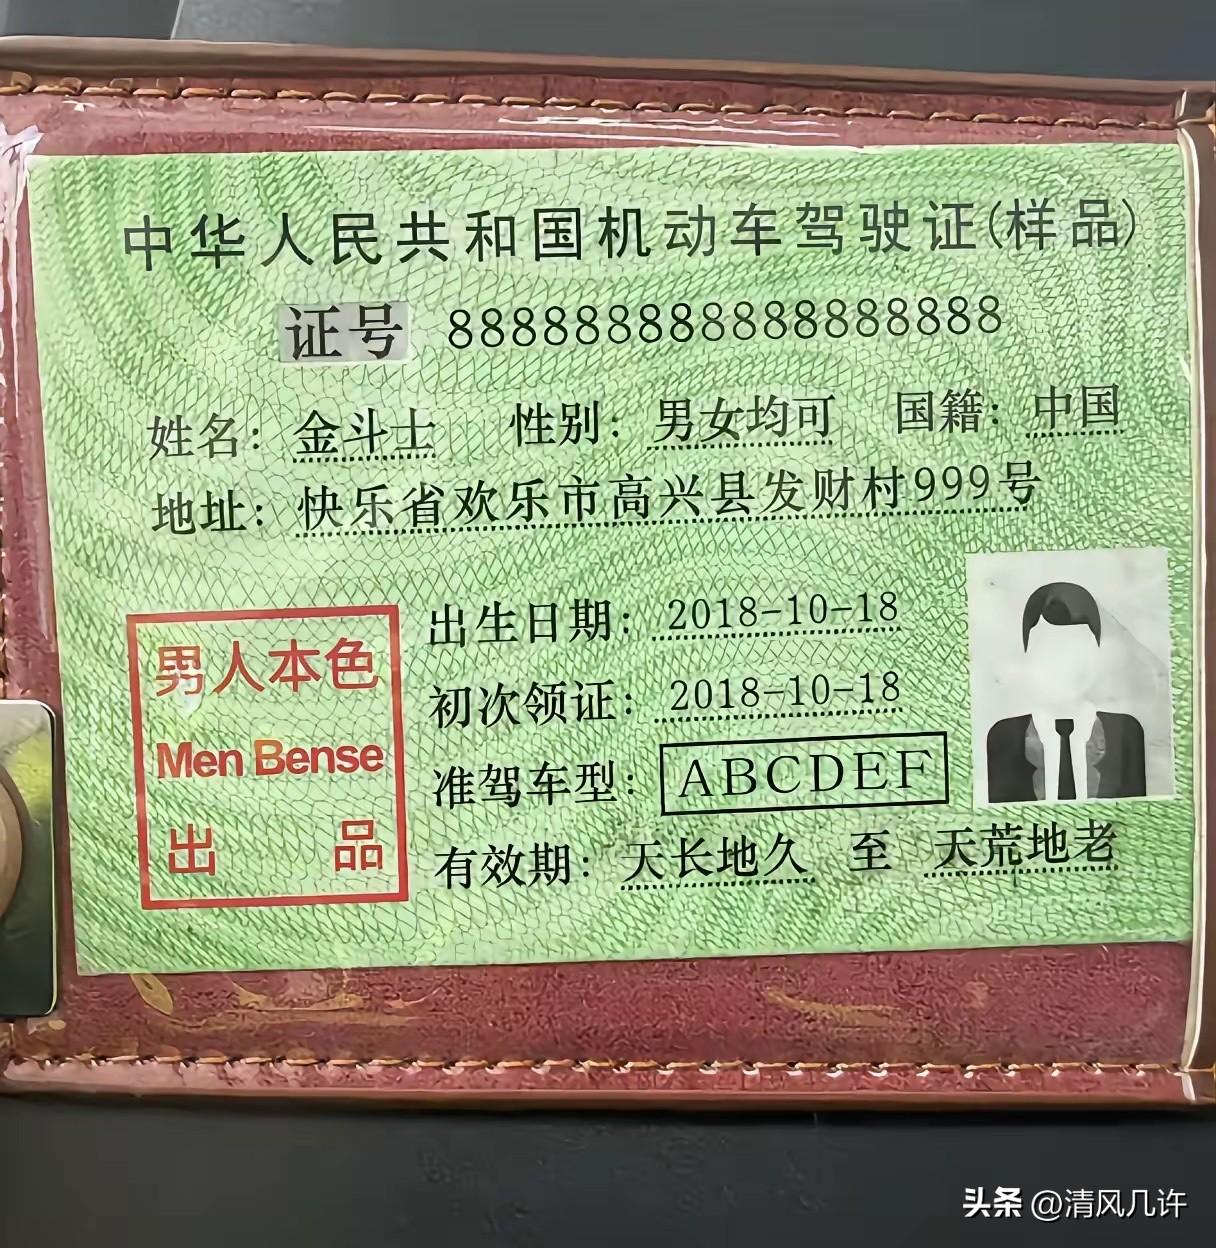 中华人民共和国机动车驾驶证(样品)
证号 888888888888888888
姓名: 金斗士 性别: 男女均可 国籍: 中国
地址: 快乐省欢乐市高兴县发财村999号
出生日期: 2018-10-18
初次领证: 2018-10-18
准驾车型: ABCDEF
有效期: 天长地久 至 天荒地老
男人本色
Men Bense
出 品
头条 @清风几许